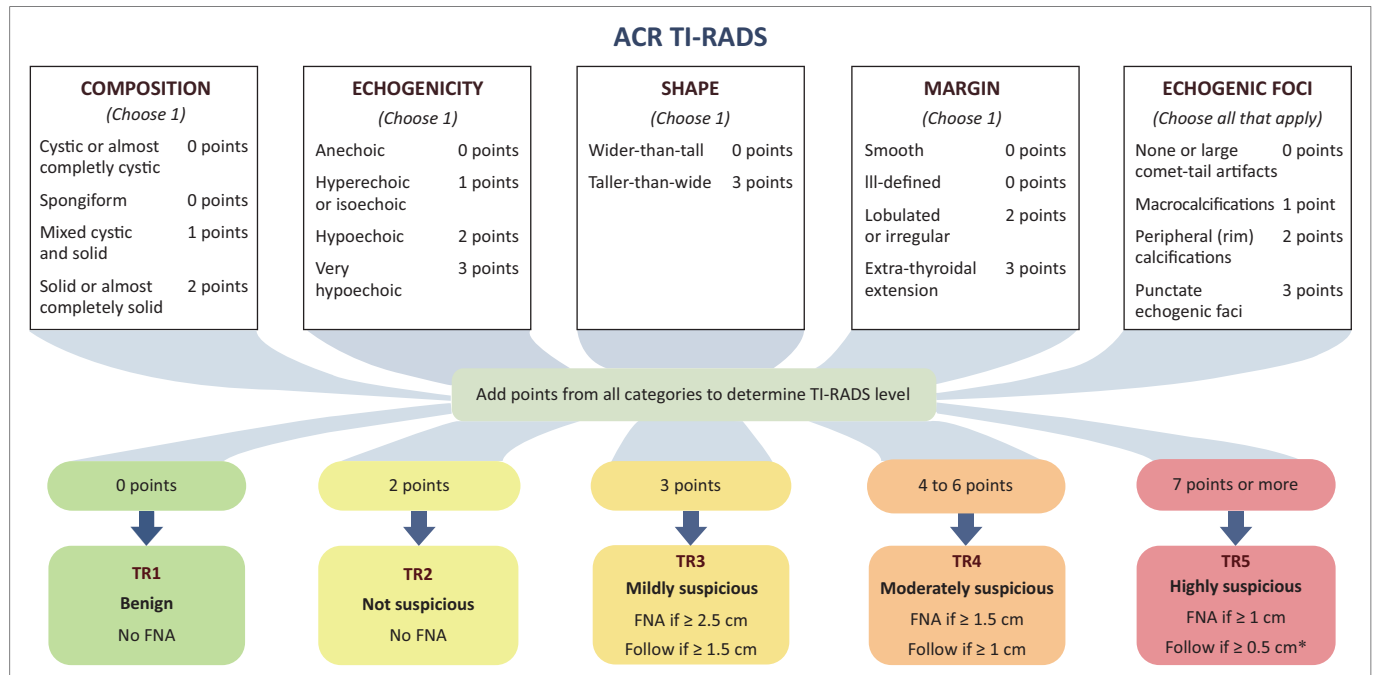 ACR TI-RADS
COMPOSITION
(Choose 1)
Cystic or almost 0 points
completly cystic
Spongiform 0 points
Mixed cystic 1 points
and solid
Solid or almost 2 points
completely solid
ECHOGENICITY
(Choose 1)
Anechoic 0 points
Hyperechoic 1 points
or isoechoic
Hypoechoic 2 points
Very 3 points
hypoechoic
SHAPE
(Choose 1)
Wider-than-tall 0 points
Taller-than-wide 3 points
MARGIN
(Choose 1)
Smooth 0 points
Ill-defined 0 points
Lobulated 2 points
or irregular
Extra-thyroidal 3 points
extension
ECHOGENIC FOCI
(Choose all that apply)
None or large 0 points
comet-tail artifacts
Macrocalcifications 1 point
Peripheral (rim) 2 points
calcifications
Punctate 3 points
echogenic foci
Add points from all categories to determine TI-RADS level
0 points
2 points
3 points
4 to 6 points
7 points or more
TR1
Benign
No FNA
TR2
Not suspicious
No FNA
TR3
Mildly suspicious
FNA if ≥ 2.5 cm
Follow if ≥ 1.5 cm
TR4
Moderately suspicious
FNA if ≥ 1.5 cm
Follow if ≥ 1 cm
TR5
Highly suspicious
FNA if ≥ 1 cm
Follow if ≥ 0.5 cm*